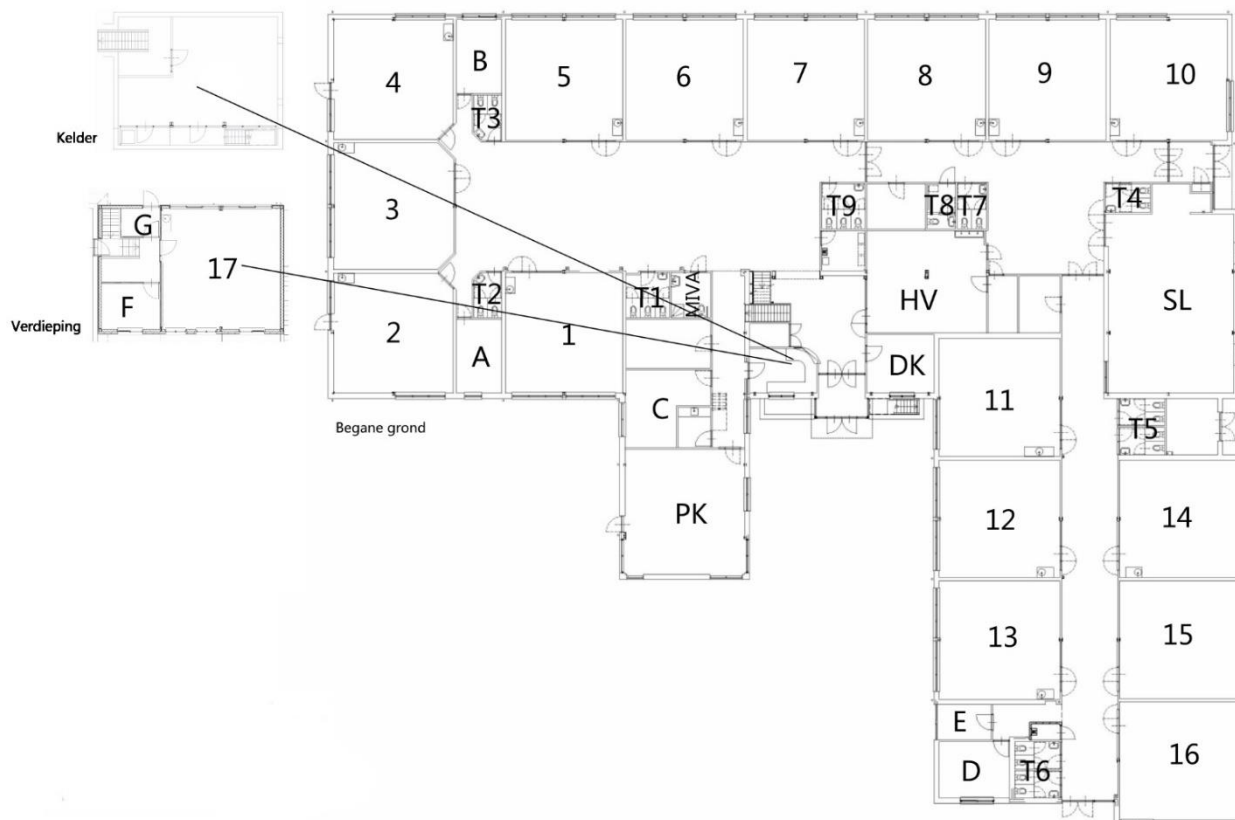 4
B
5
6
7
8
9
10
T3
Kelder
3
T9
T8
T7
T4
G
17
F
Verdieping
2
T2
A
1
T1
MIVA
HV
SL
DK
C
11
Begane grond
T5
PK
12
14
13
15
E
D
T6
16